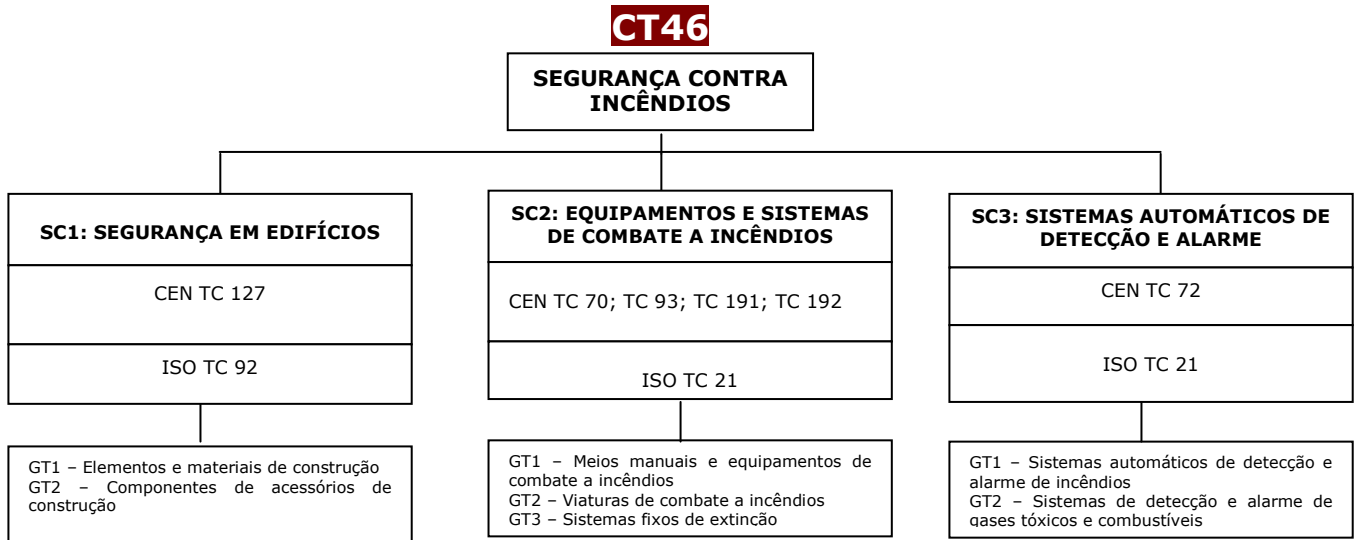 CT46
SEGURANÇA CONTRA
INCÊNDIOS
SC1: SEGURANÇA EM EDIFÍCIOS
CEN TC 127
ISO TC 92
GT1 – Elementos e materiais de construção
GT2 – Componentes de acessórios de
construção
SC2: EQUIPAMENTOS E SISTEMAS
DE COMBATE A INCÊNDIOS
CEN TC 70; TC 93; TC 191; TC 192
ISO TC 21
GT1 – Meios manuais e equipamentos de
combate a incêndios
GT2 – Viaturas de combate a incêndios
GT3 – Sistemas fixos de extinção
SC3: SISTEMAS AUTOMÁTICOS DE
DETECÇÃO E ALARME
CEN TC 72
ISO TC 21
GT1 – Sistemas automáticos de detecção e
alarme de incêndios
GT2 – Sistemas de detecção e alarme de
gases tóxicos e combustíveis